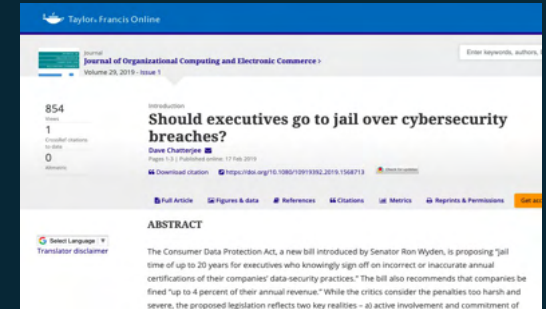 Taylor & Francis Online
Journal
Journal of Organizational Computing and Electronic Commerce >
Volume 29, 2019 - Issue 1
Enter keywords, authors,
854
Views
1
CrossRef citations
to date
0
Altmetric
Introduction
Should executives go to jail over cybersecurity
breaches?
Dave Chatterjee
Pages 1-3 | Published online: 17 Feb 2019
Download citation https://doi.org/10.1080/10919392.2019.1568713
Full Article Figures & data References Citations Metrics Reprints & Permissions Get acc
Select Language ▼
Translator disclaimer
ABSTRACT
The Consumer Data Protection Act, a new bill introduced by Senator Ron Wyden, is proposing "jail
time of up to 20 years for executives who knowingly sign off on incorrect or inaccurate annual
certifications of their companies' data-security practices." The bill also recommends that companies be
fined "up to 4 percent of their annual revenue." While the critics consider the penalties too harsh and
severe, the proposed legislation reflects two key realities – a) active involvement and commitment of